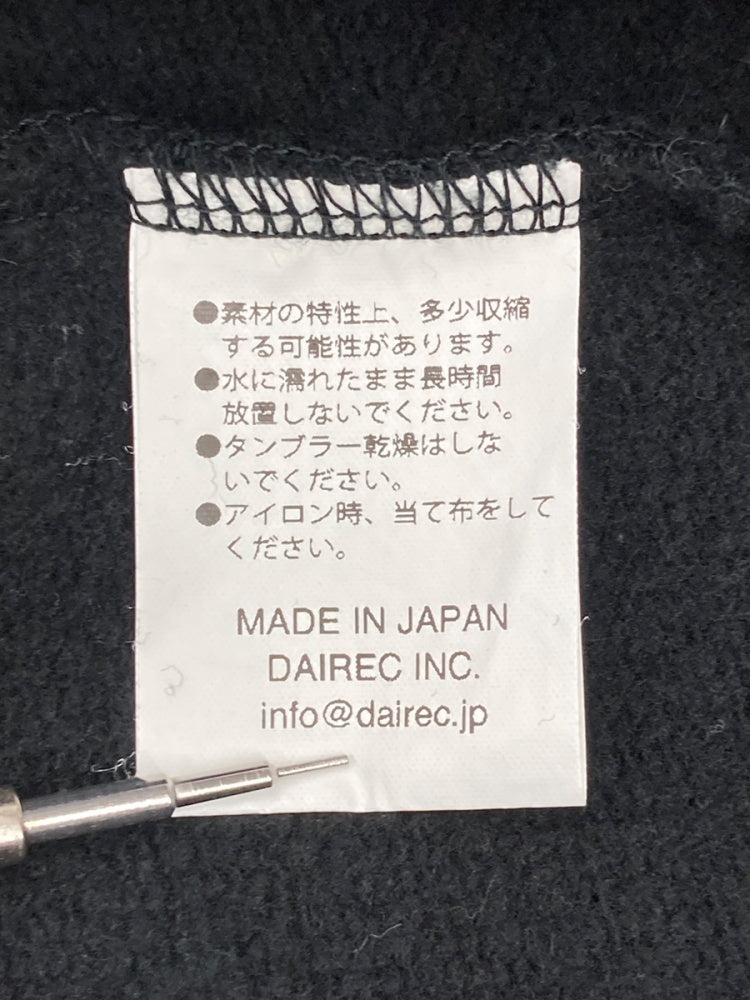 ●素材の特性上、多少収縮
する可能性があります。
●水に濡れたまま長時間
放置しないでください。
●タンブラー乾燥はしな
いでください。
●アイロン時、当て布をして
ください。
MADE IN JAPAN
DAIREC INC.
info@dairec.jp